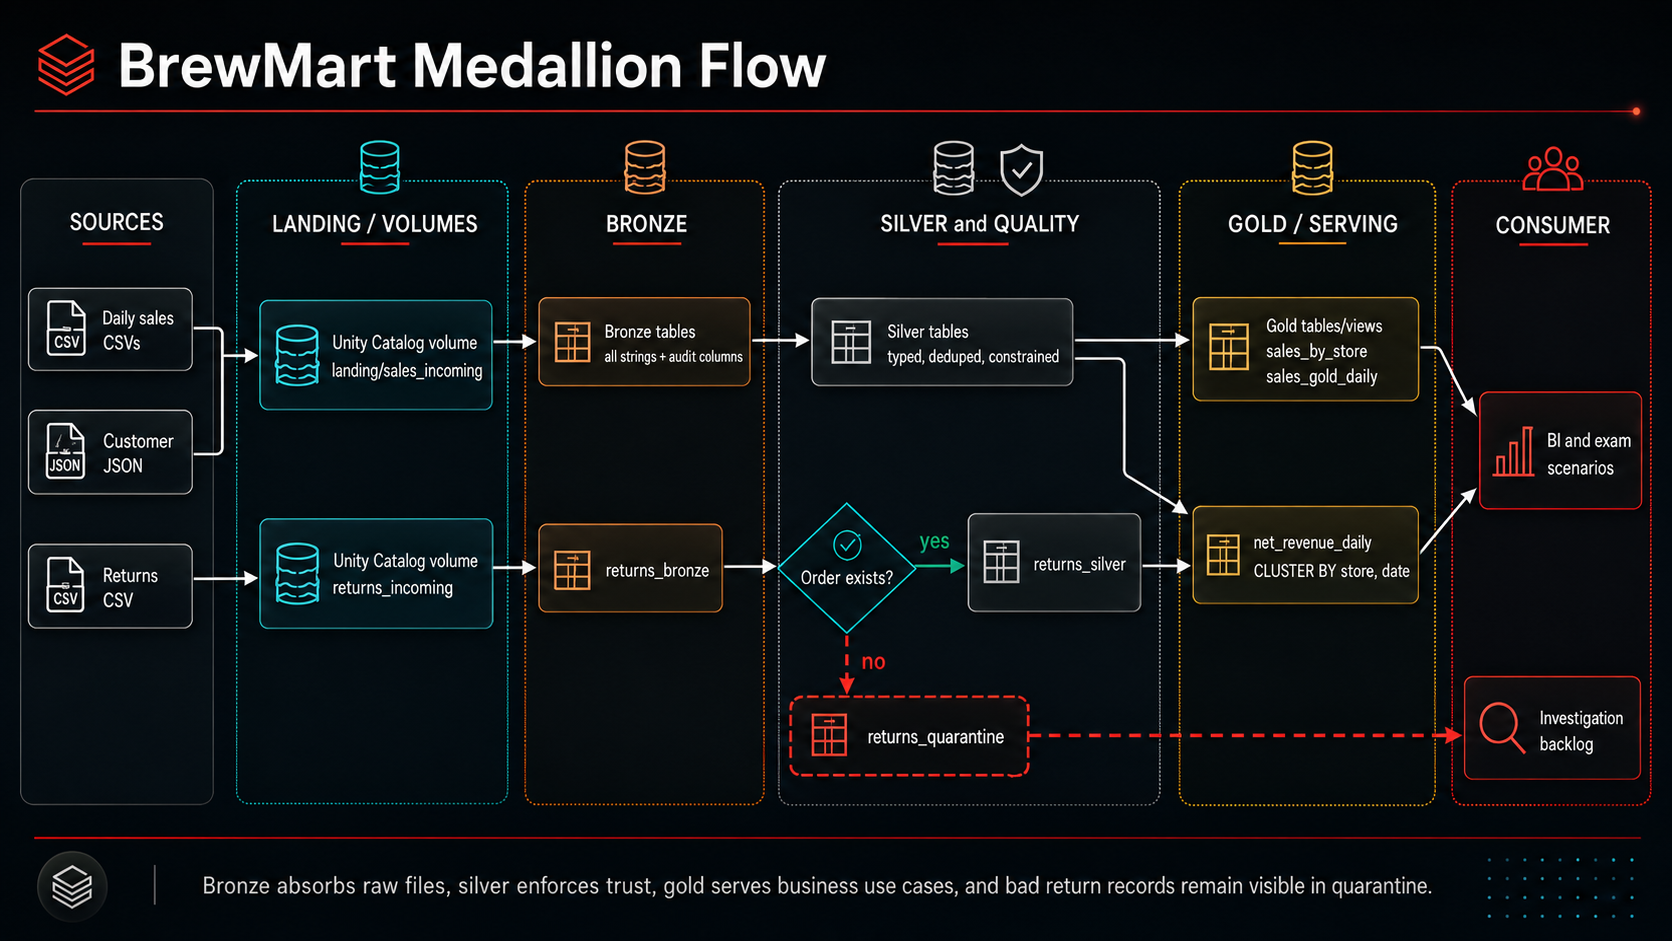 BrewMart Medallion Flow
SOURCES
Daily sales
CSVs
CSV
Customer
JSON
JSON
Returns
CSV
CSV
LANDING / VOLUMES
Unity Catalog volume
landing/sales_incoming
Unity Catalog volume
returns_incoming
BRONZE
Bronze tables
all strings + audit columns
returns_bronze
SILVER and QUALITY
Silver tables
typed, deduped, constrained
Order exists?
yes
no
returns_silver
returns_quarantine
GOLD / SERVING
Gold tables/views
sales_by_store
sales_gold_daily
net_revenue_daily
CLUSTER BY store, date
CONSUMER
BI and exam
scenarios
Investigation
backlog
Bronze absorbs raw files, silver enforces trust, gold serves business use cases, and bad return records remain visible in quarantine.